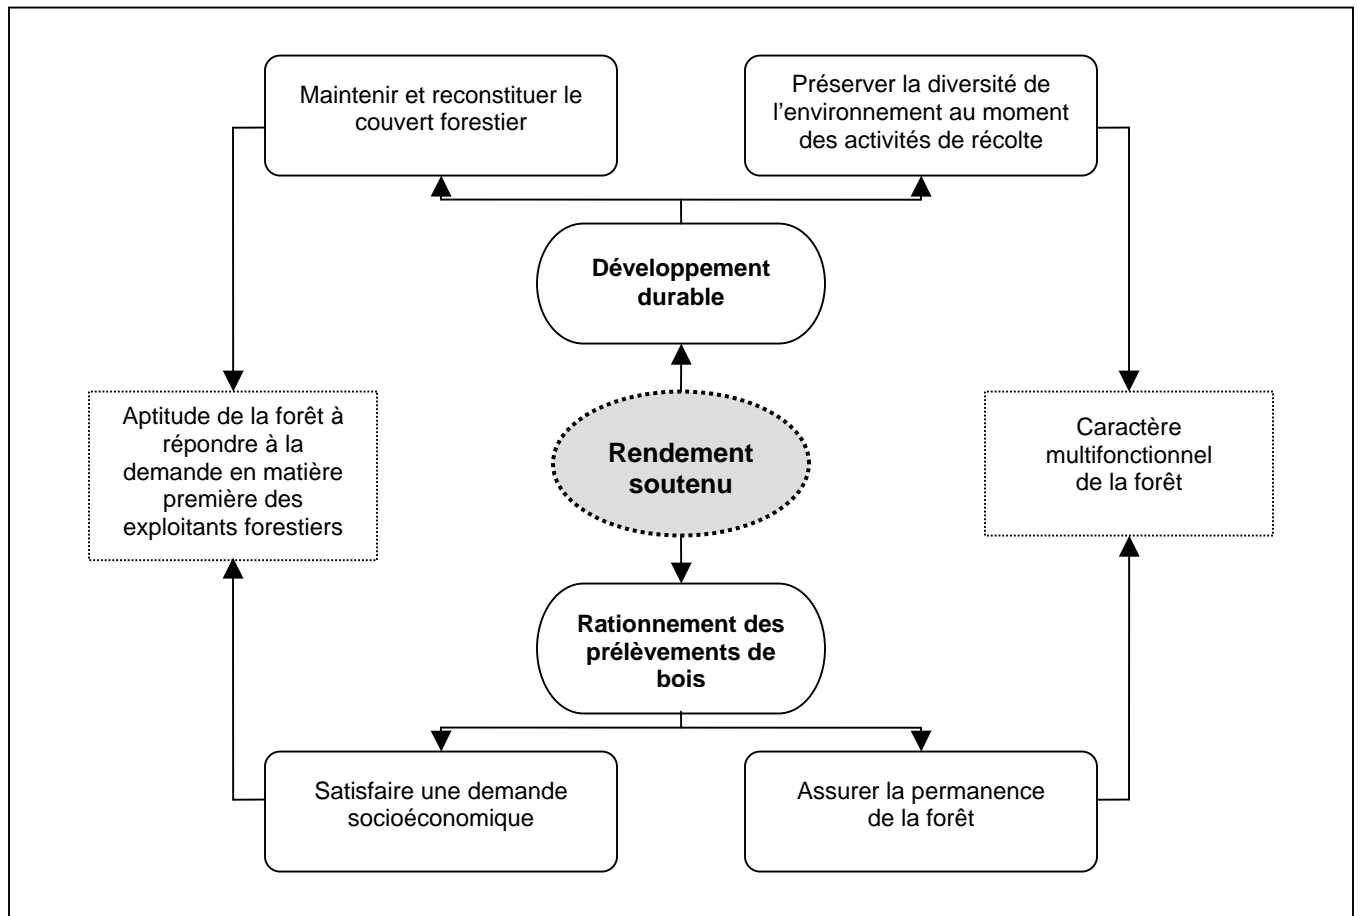 Maintenir et reconstituer le
couvert forestier
Préserver la diversité de
l'environnement au moment
des activités de récolte
Développement
durable
Aptitude de la forêt à
répondre à la
demande en matière
première des
exploitants forestiers
Rendement
soutenu
Caractère
multifonctionnel
de la forêt
Rationnement des
prélèvements de
bois
Satisfaire une demande
socioéconomique
Assurer la permanence
de la forêt